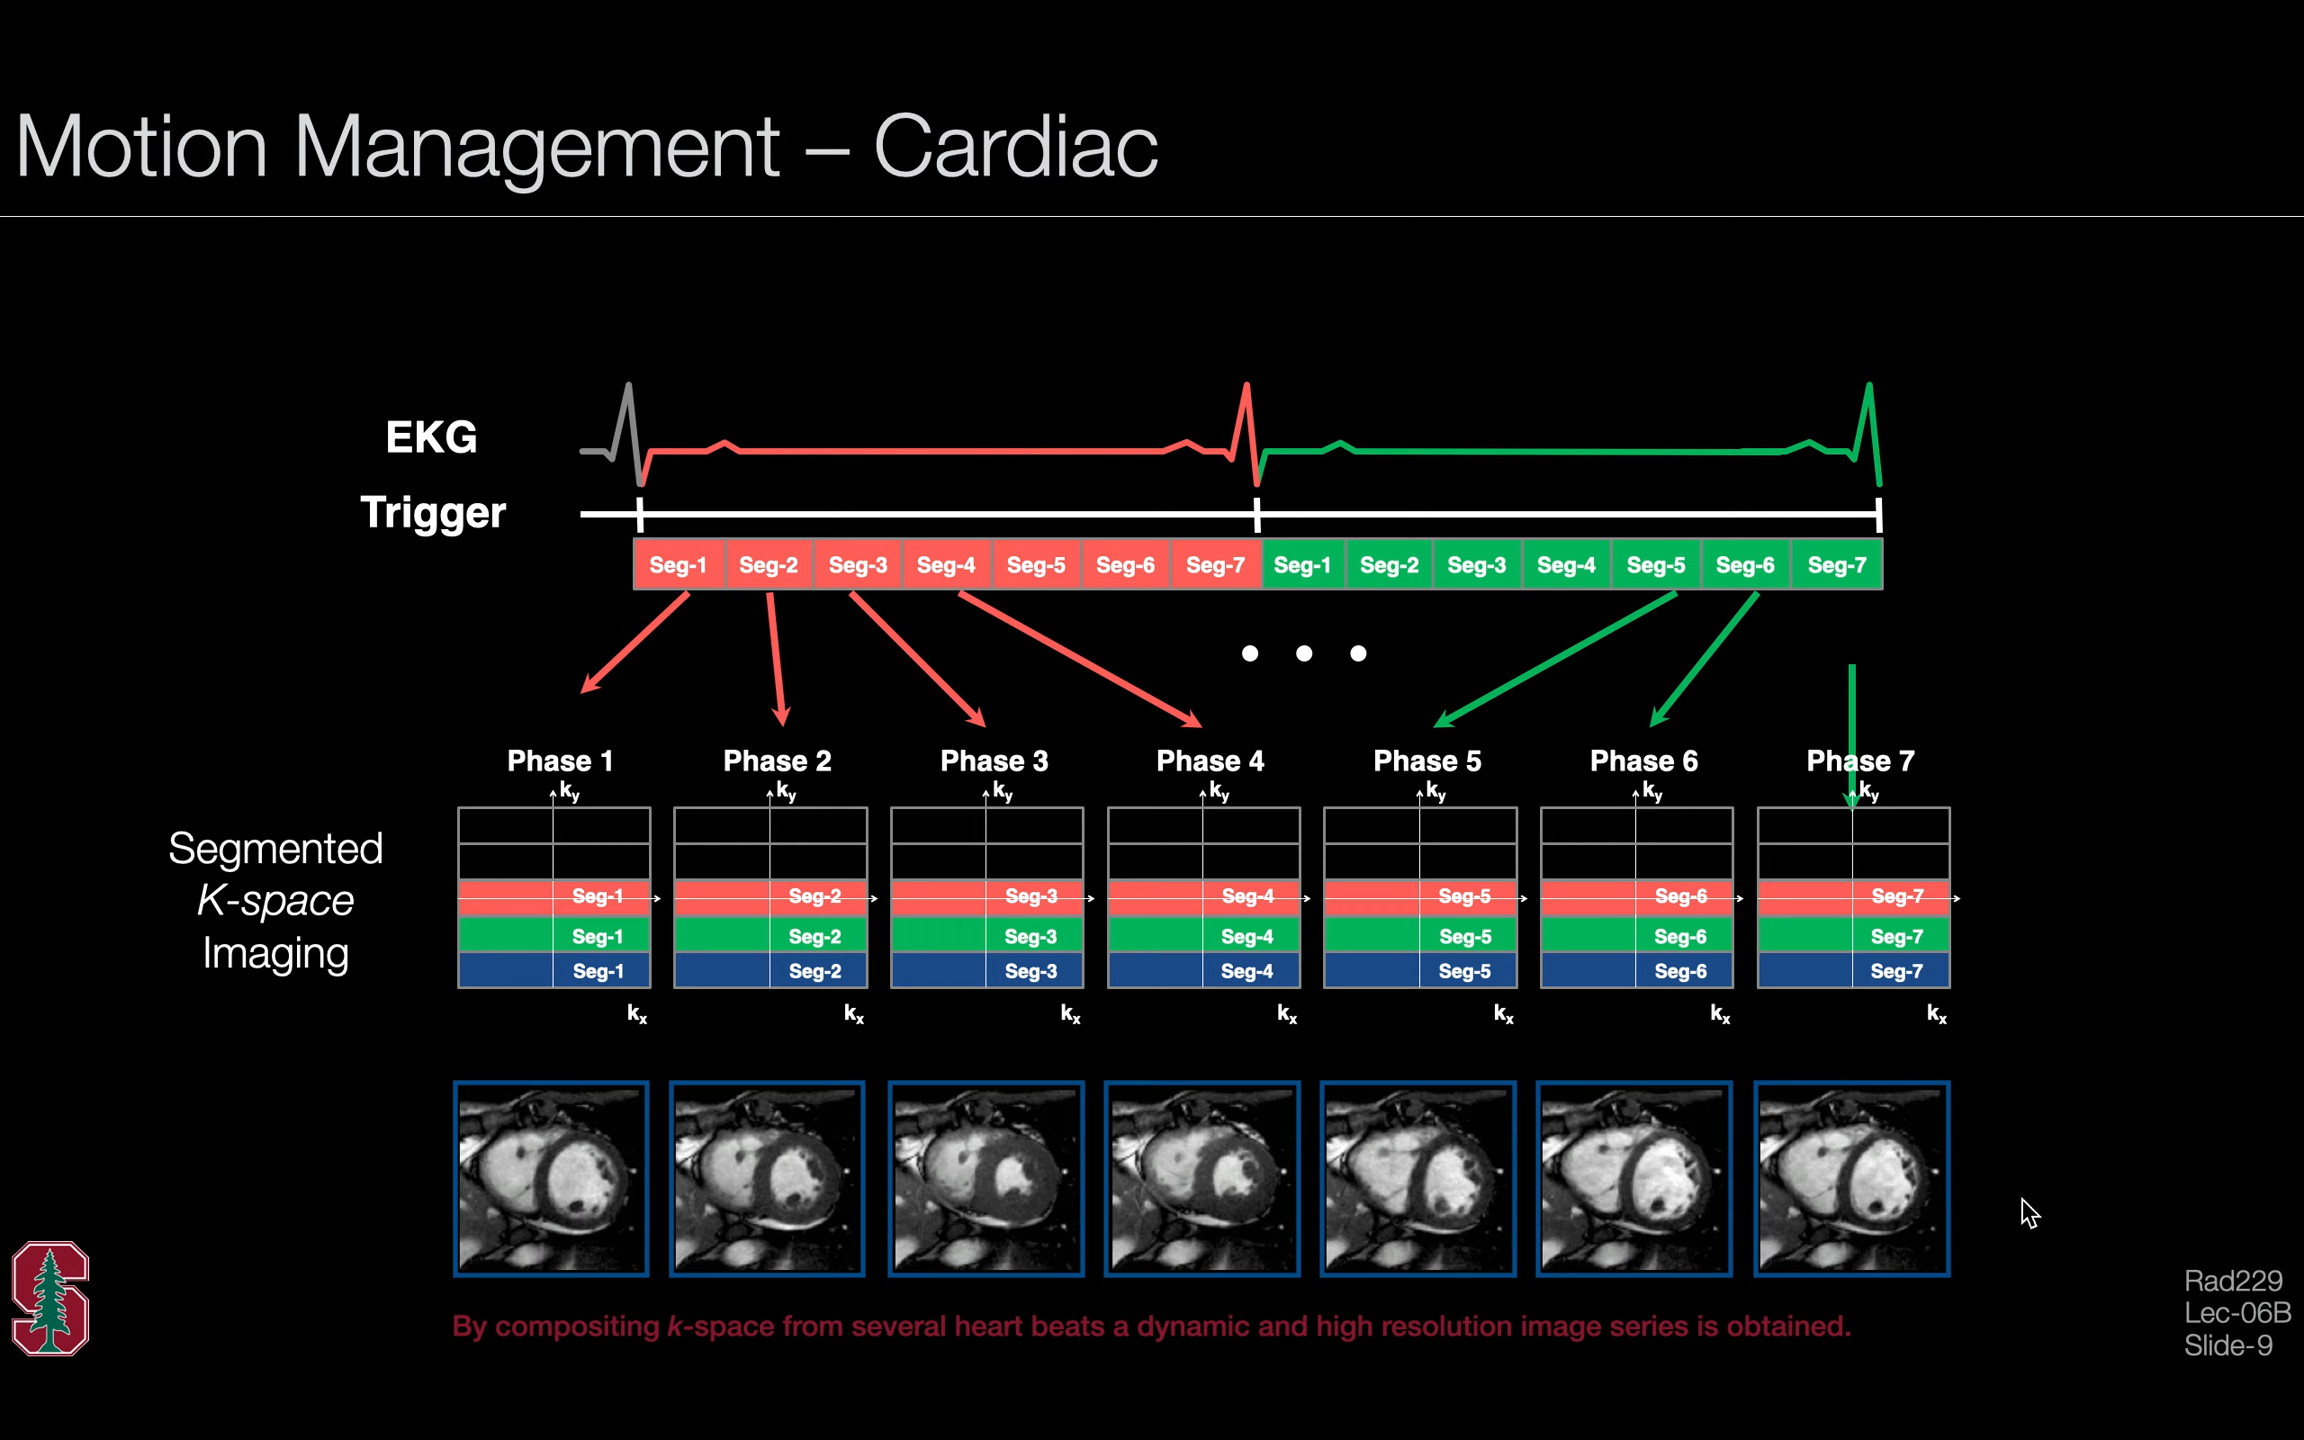 Motion Management – Cardiac
EKG
Trigger
Seg-1 Seg-2 Seg-3 Seg-4 Seg-5 Seg-6 Seg-7 Seg-1 Seg-2 Seg-3 Seg-4 Seg-5 Seg-6 Seg-7
Phase 1 Phase 2 Phase 3 Phase 4 Phase 5 Phase 6 Phase 7
ky ky ky ky ky ky ky
Segmented
K-space
Imaging
Seg-1 Seg-2 Seg-3 Seg-4 Seg-5 Seg-6 Seg-7
Seg-1 Seg-2 Seg-3 Seg-4 Seg-5 Seg-6 Seg-7
Seg-1 Seg-2 Seg-3 Seg-4 Seg-5 Seg-6 Seg-7
kx kx kx kx kx kx kx
By compositing k-space from several heart beats a dynamic and high resolution image series is obtained.
Rad229
Lec-06B
Slide-9